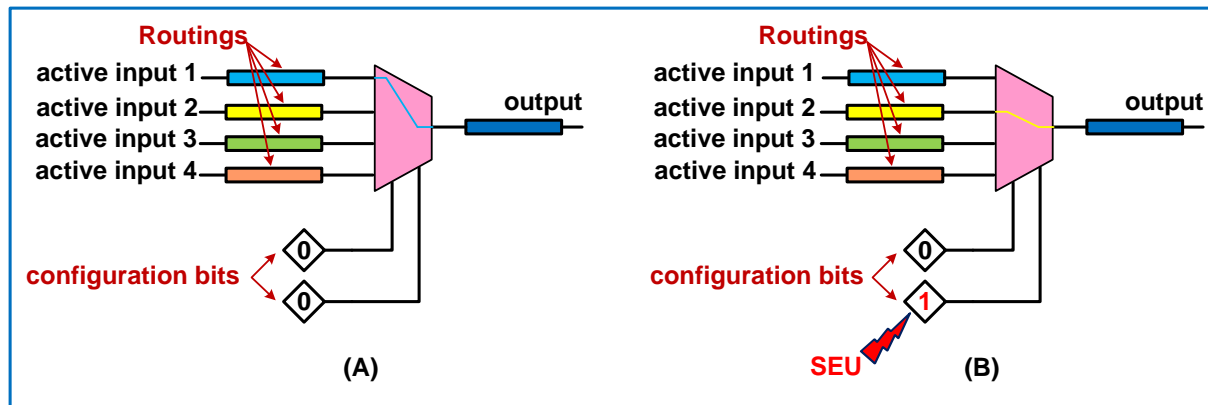 Routings
active input 1
active input 2
active input 3
active input 4
output
0
configuration bits
0
(A)
Routings
active input 1
active input 2
active input 3
active input 4
output
0
configuration bits
1
SEU
(B)